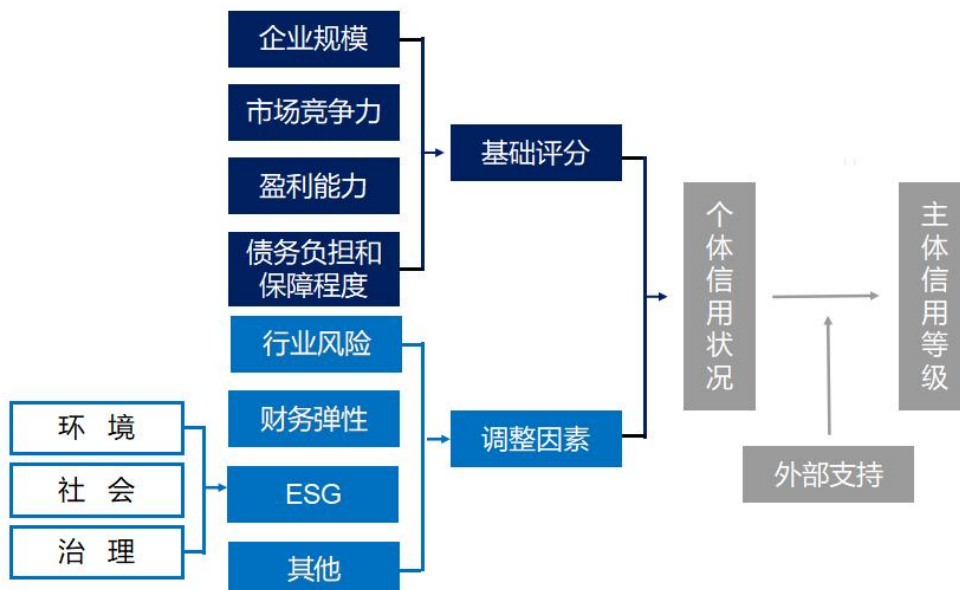 企业规模
市场竞争力
盈利能力
债务负担和
保障程度
基础评分
行业风险
财务弹性
ESG
其他
环 境
社 会
治 理
调整因素
个体信用状况
外部支持
主体信用等级